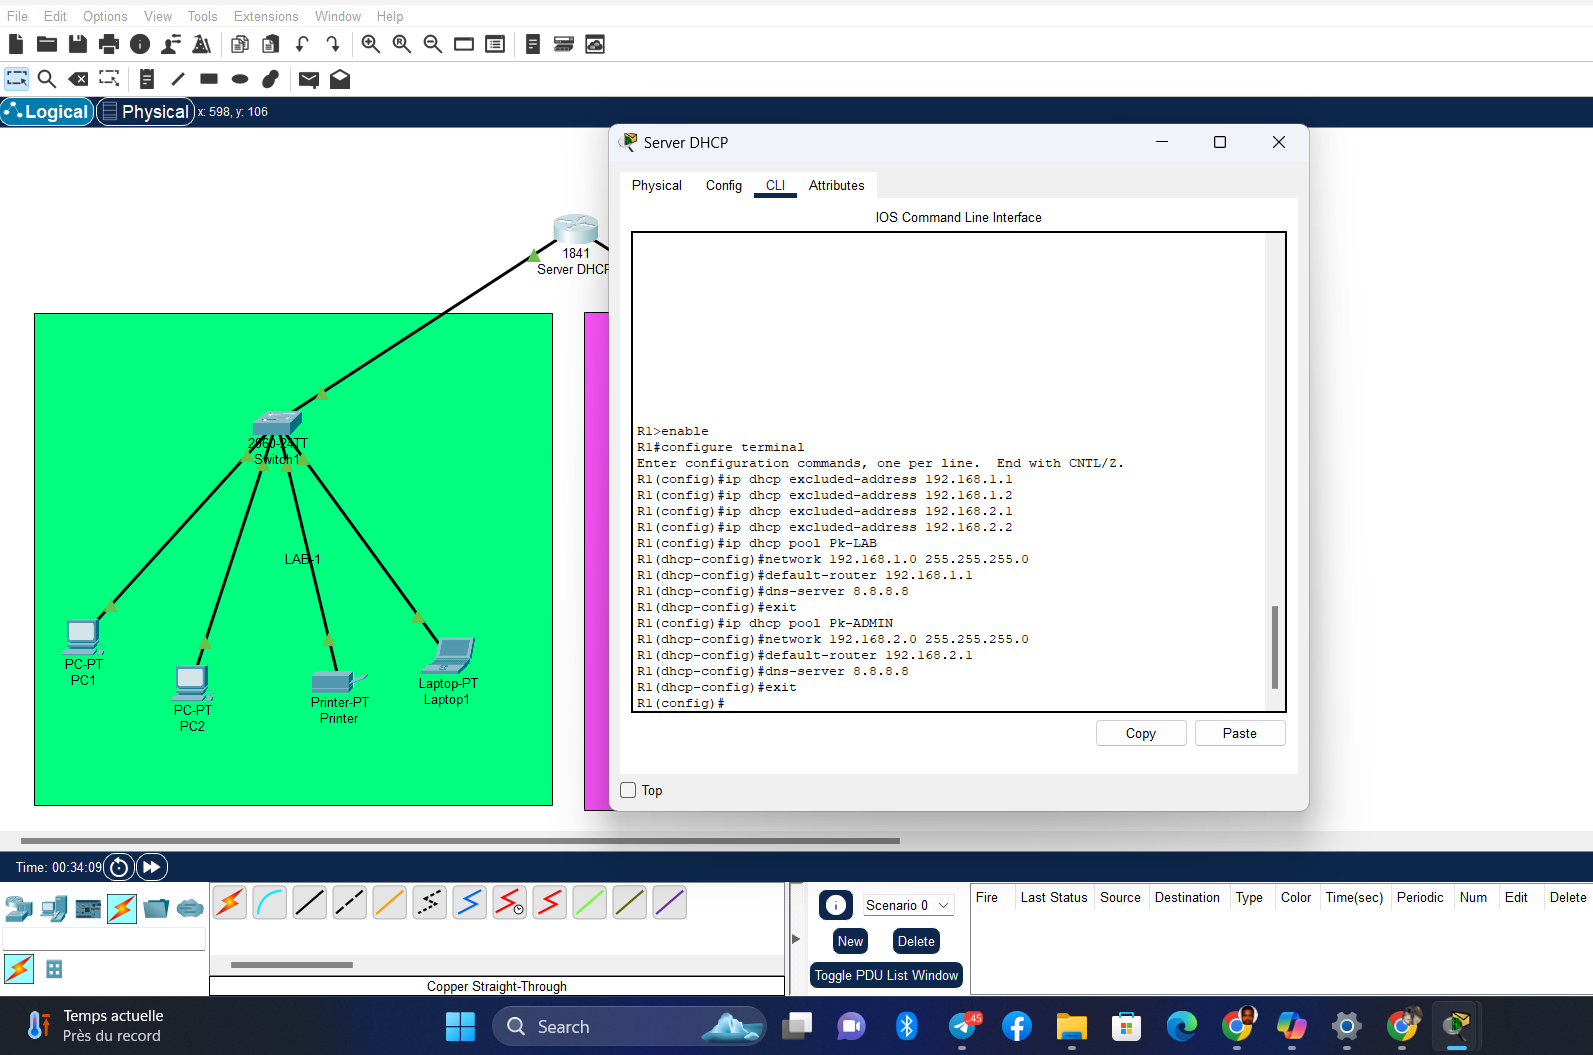 File Edit Options View Tools Extensions Window Help
Logical Physical x: 598, y: 106
Server DHCP
Physical Config CLI Attributes
IOS Command Line Interface
R1>enable
R1#configure terminal
Enter configuration commands, one per line. End with CNTL/Z.
R1(config)#ip dhcp excluded-address 192.168.1.1
R1(config)#ip dhcp excluded-address 192.168.1.2
R1(config)#ip dhcp excluded-address 192.168.2.1
R1(config)#ip dhcp excluded-address 192.168.2.2
R1(config)#ip dhcp pool Pk-LAB
R1(dhcp-config)#network 192.168.1.0 255.255.255.0
R1(dhcp-config)#default-router 192.168.1.1
R1(dhcp-config)#dns-server 8.8.8.8
R1(dhcp-config)#exit
R1(config)#ip dhcp pool Pk-ADMIN
R1(dhcp-config)#network 192.168.2.0 255.255.255.0
R1(dhcp-config)#default-router 192.168.2.1
R1(dhcp-config)#dns-server 8.8.8.8
R1(dhcp-config)#exit
R1(config)#
Copy Paste
Top
1841
Server DHCP
2960-24TT
Switch1
LAB-1
PC-PT
PC1
PC-PT
PC2
Printer-PT
Printer
Laptop-PT
Laptop1
Time: 00:34:09
Copper Straight-Through
Scenario 0
New Delete
Toggle PDU List Window
Fire Last Status Source Destination Type Color Time(sec) Periodic Num Edit Delete
Temps actuelle
Près du record
Search
45